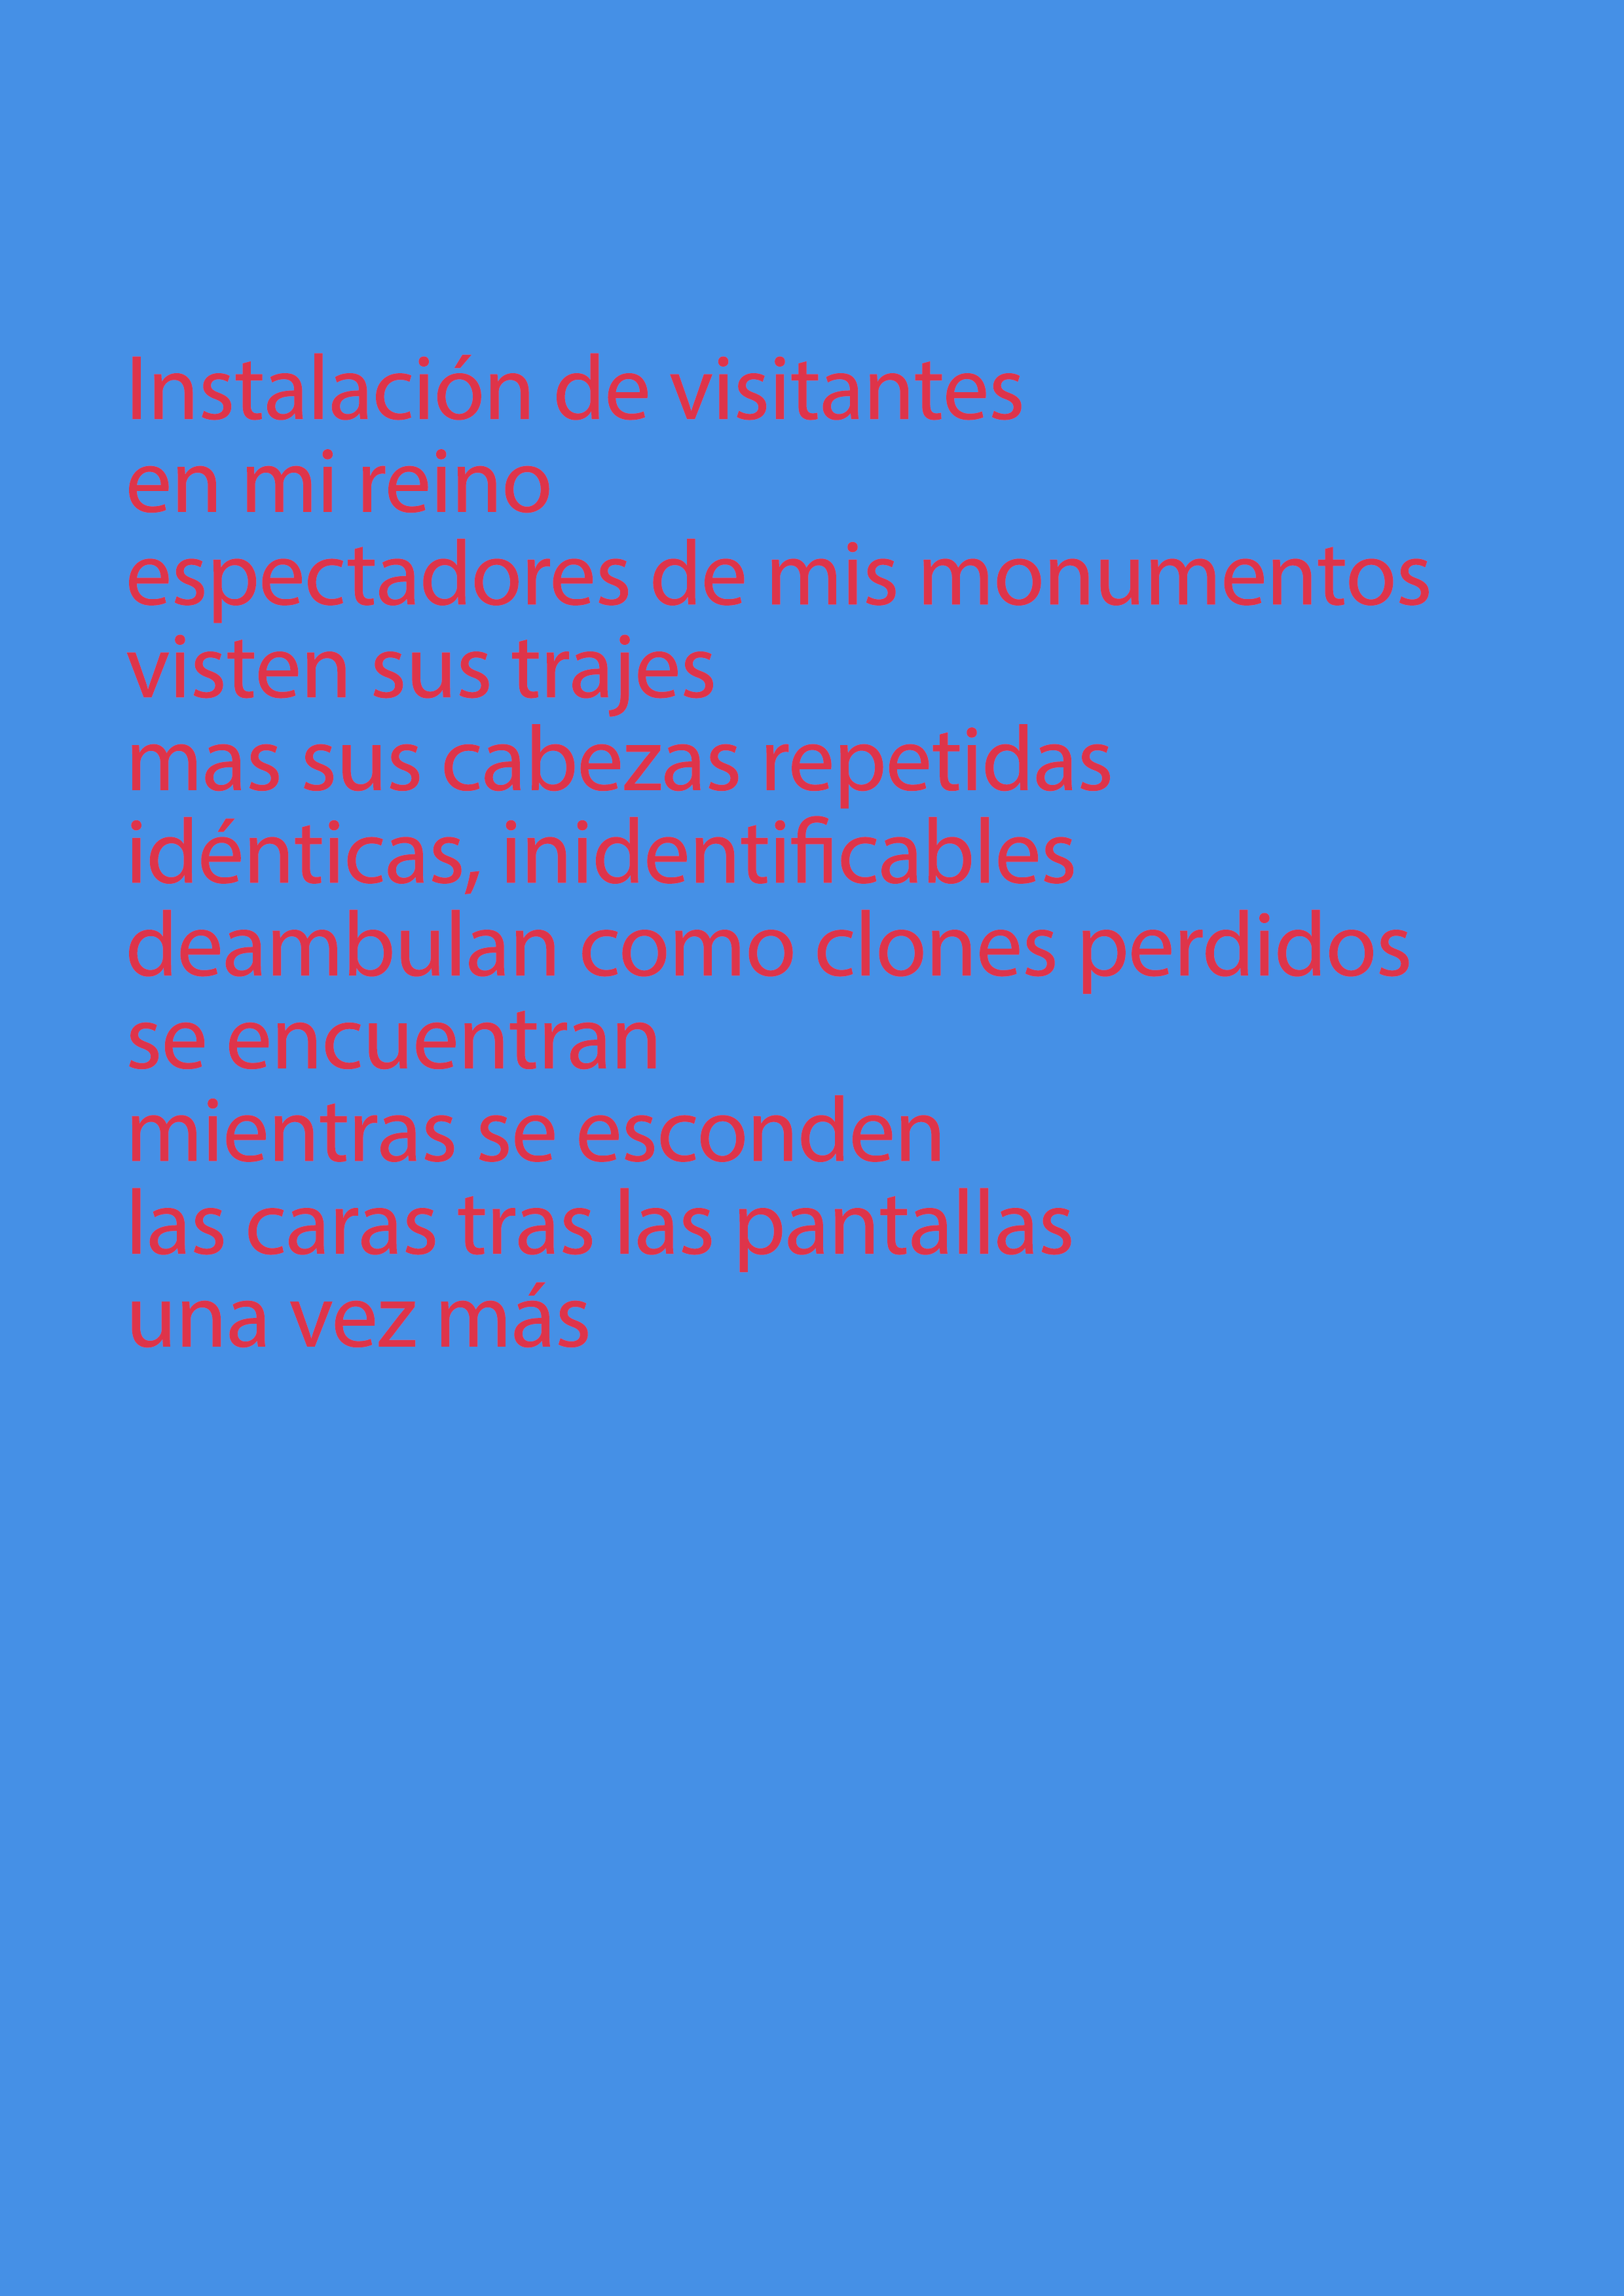 Instalación de visitantes
en mi reino
espectadores de mis monumentos
visten sus trajes
mas sus cabezas repetidas
idénticas, inidentificables
deambulan como clones perdidos
se encuentran
mientras se esconden
las caras tras las pantallas
una vez más